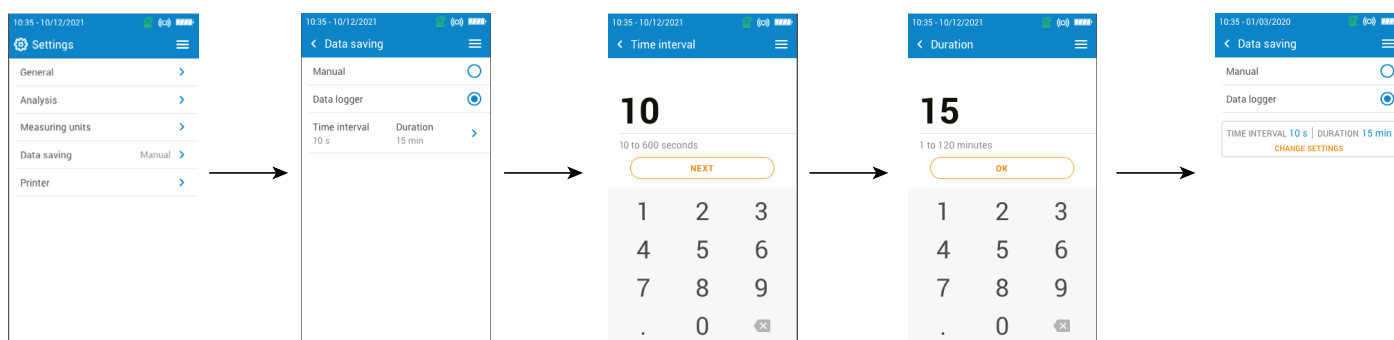 10:35 - 10/12/2021
Settings
General
Analysis
Measuring units
Data saving Manual
Printer
10:35 - 10/12/2021
Data saving
Manual
Data logger
Time interval Duration
10 s 15 min
10:35 - 10/12/2021
Time interval
10
10 to 600 seconds
NEXT
1 2 3
4 5 6
7 8 9
. 0
10:35 - 10/12/2021
Duration
15
1 to 120 minutes
OK
1 2 3
4 5 6
7 8 9
. 0
10:35 - 01/03/2020
Data saving
Manual
Data logger
TIME INTERVAL 10 s | DURATION 15 min
CHANGE SETTINGS